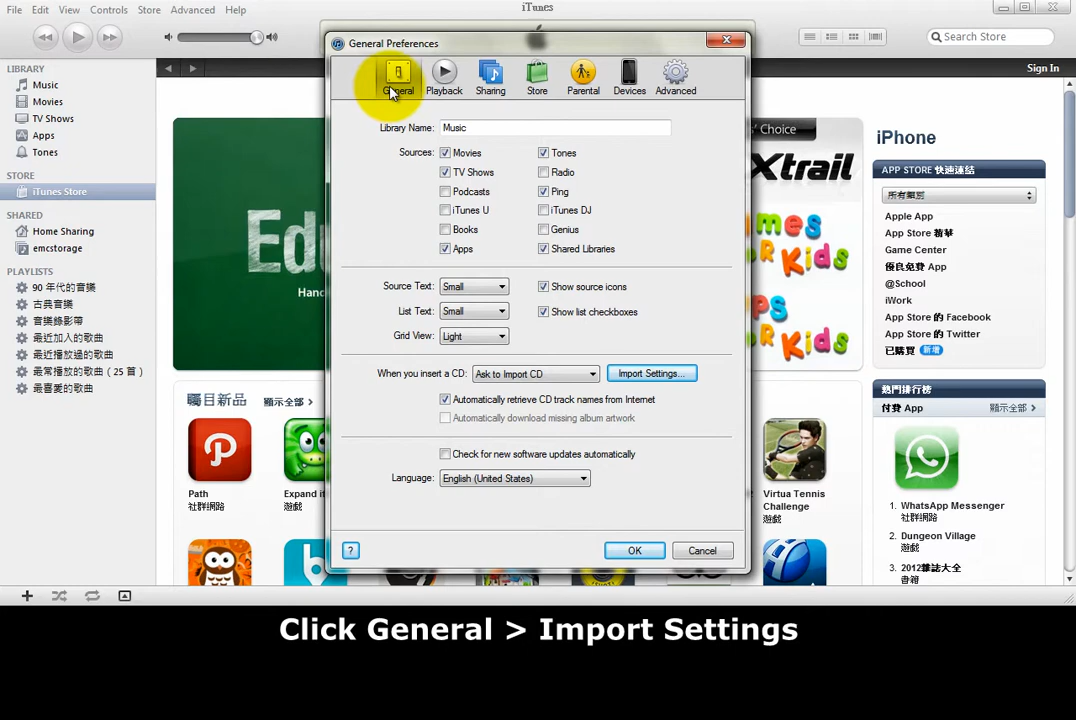 File Edit View Controls Store Advanced Help
iTunes
Search Store
LIBRARY
Music
Movies
TV Shows
Apps
Tones
STORE
iTunes Store
SHARED
Home Sharing
emcstorage
PLAYLISTS
90 年代的音樂
古典音樂
音樂錄影帶
最近加入的歌曲
最近播放過的歌曲
最常播放的歌曲（25 首）
最喜愛的歌曲
Sign In
General Preferences
General
Playback
Sharing
Store
Parental
Devices
Advanced
Library Name: Music
Sources:
Movies
Tones
TV Shows
Radio
Podcasts
Ping
iTunes U
iTunes DJ
Books
Genius
Apps
Shared Libraries
Source Text: Small
Show source icons
List Text: Small
Show list checkboxes
Grid View: Light
When you insert a CD: Ask to Import CD
Import Settings...
Automatically retrieve CD track names from Internet
Automatically download missing album artwork
Check for new software updates automatically
Language: English (United States)
?
OK
Cancel
Edu
Hand
' Choice
Xtrail
Kids
Kids
矚目新品
顯示全部
Path
社群網路
Expand i
遊戲
Virtua Tennis
Challenge
遊戲
iPhone
APP STORE 快速連結
所有類別
Apple App
App Store 精華
Game Center
優良免費 App
@School
iWork
App Store 的 Facebook
App Store 的 Twitter
已購買 新增
熱門排行榜
付費 App
顯示全部
1. WhatsApp Messenger
社群網路
2. Dungeon Village
遊戲
3. 2012雜誌大全
書籍
Click General > Import Settings